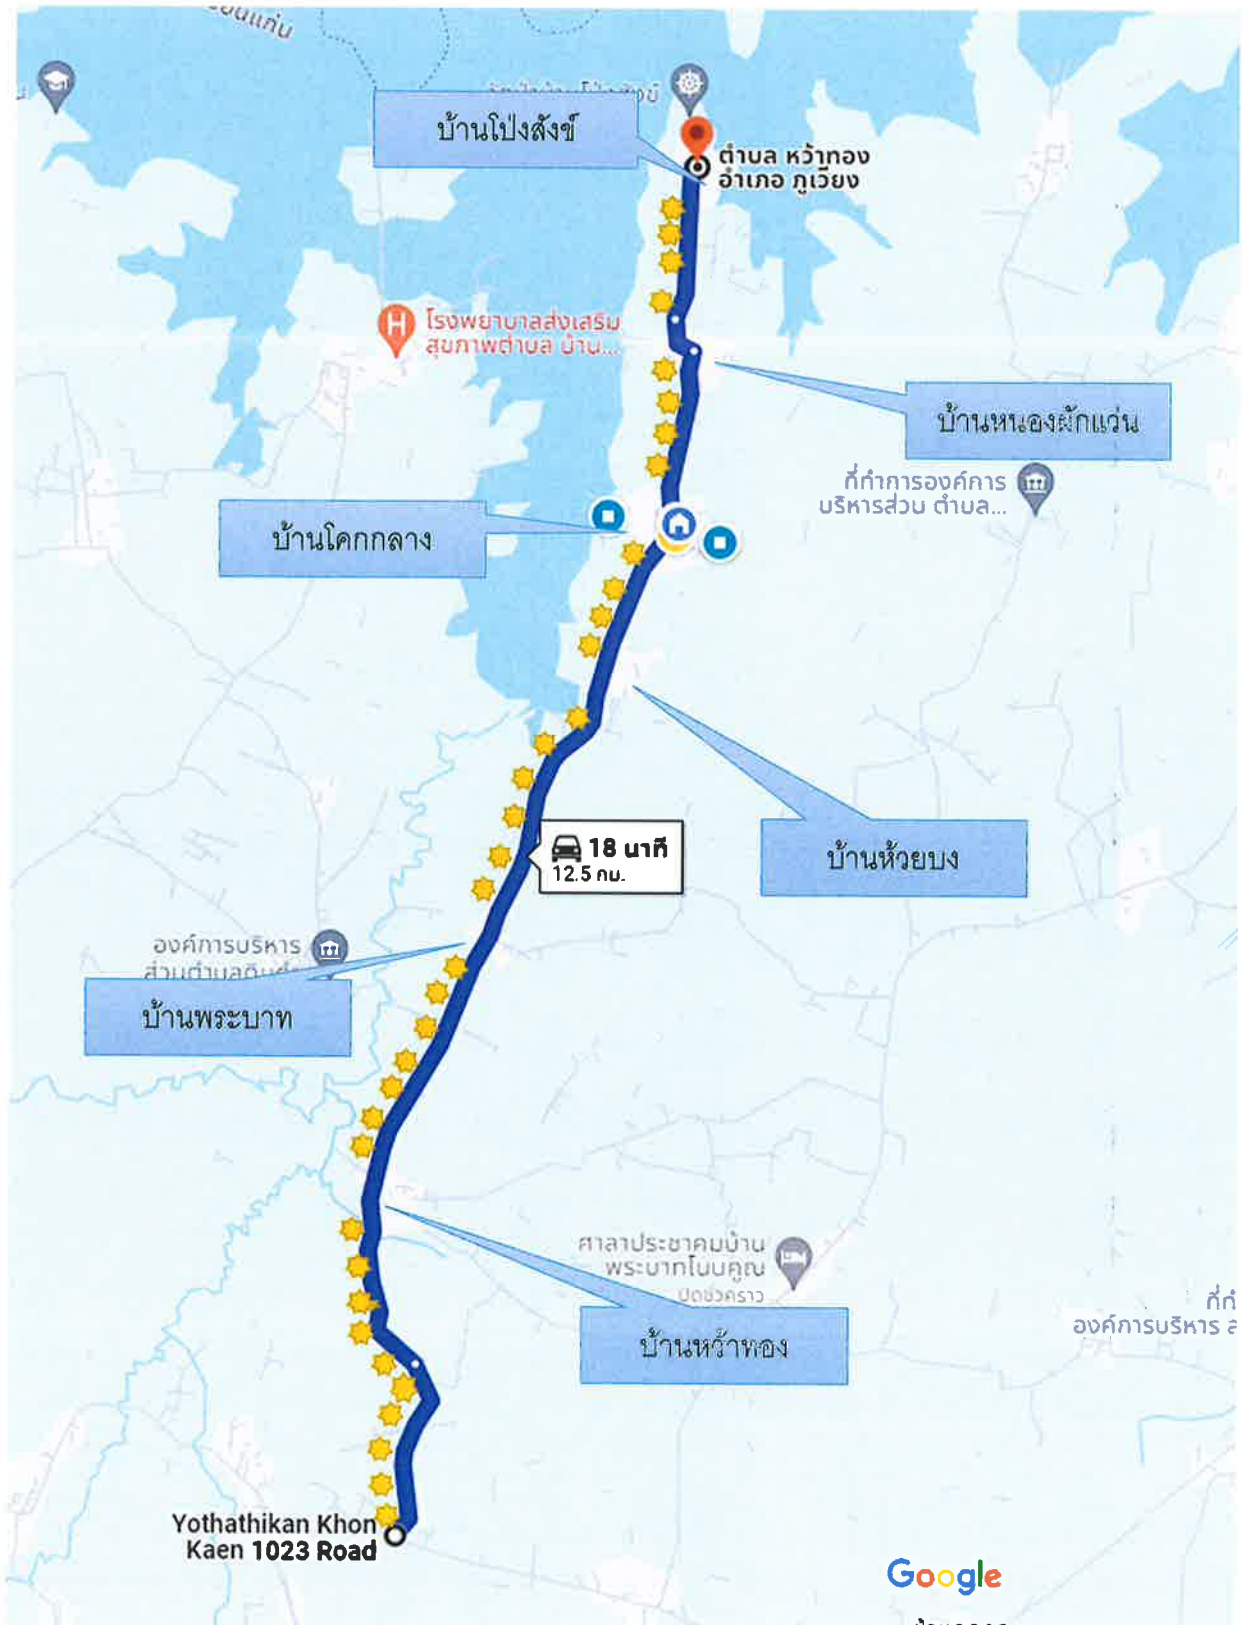 บ้านโป่งสังข์
ตำบล หว้าทอง
อำเภอ ภูเวียง
โรงพยาบาลส่งเสริม
สุขภาพตำบล บ้าน...
บ้านหนองผักแว่น
ที่ทำการองค์การ
บริหารส่วน ตำบล...
บ้านโคกกลาง
18 นาที
12.5 กม.
บ้านห้วยบง
องค์การบริหาร
บ้านพระบาท
ศาลาประชาคมบ้าน
พระบาทโนนคูณ
ปิดชั่วคราว
ที่ทำ
องค์การบริหาร ส
บ้านหว้าทอง
Yothathikan Khon
Kaen 1023 Road
Google